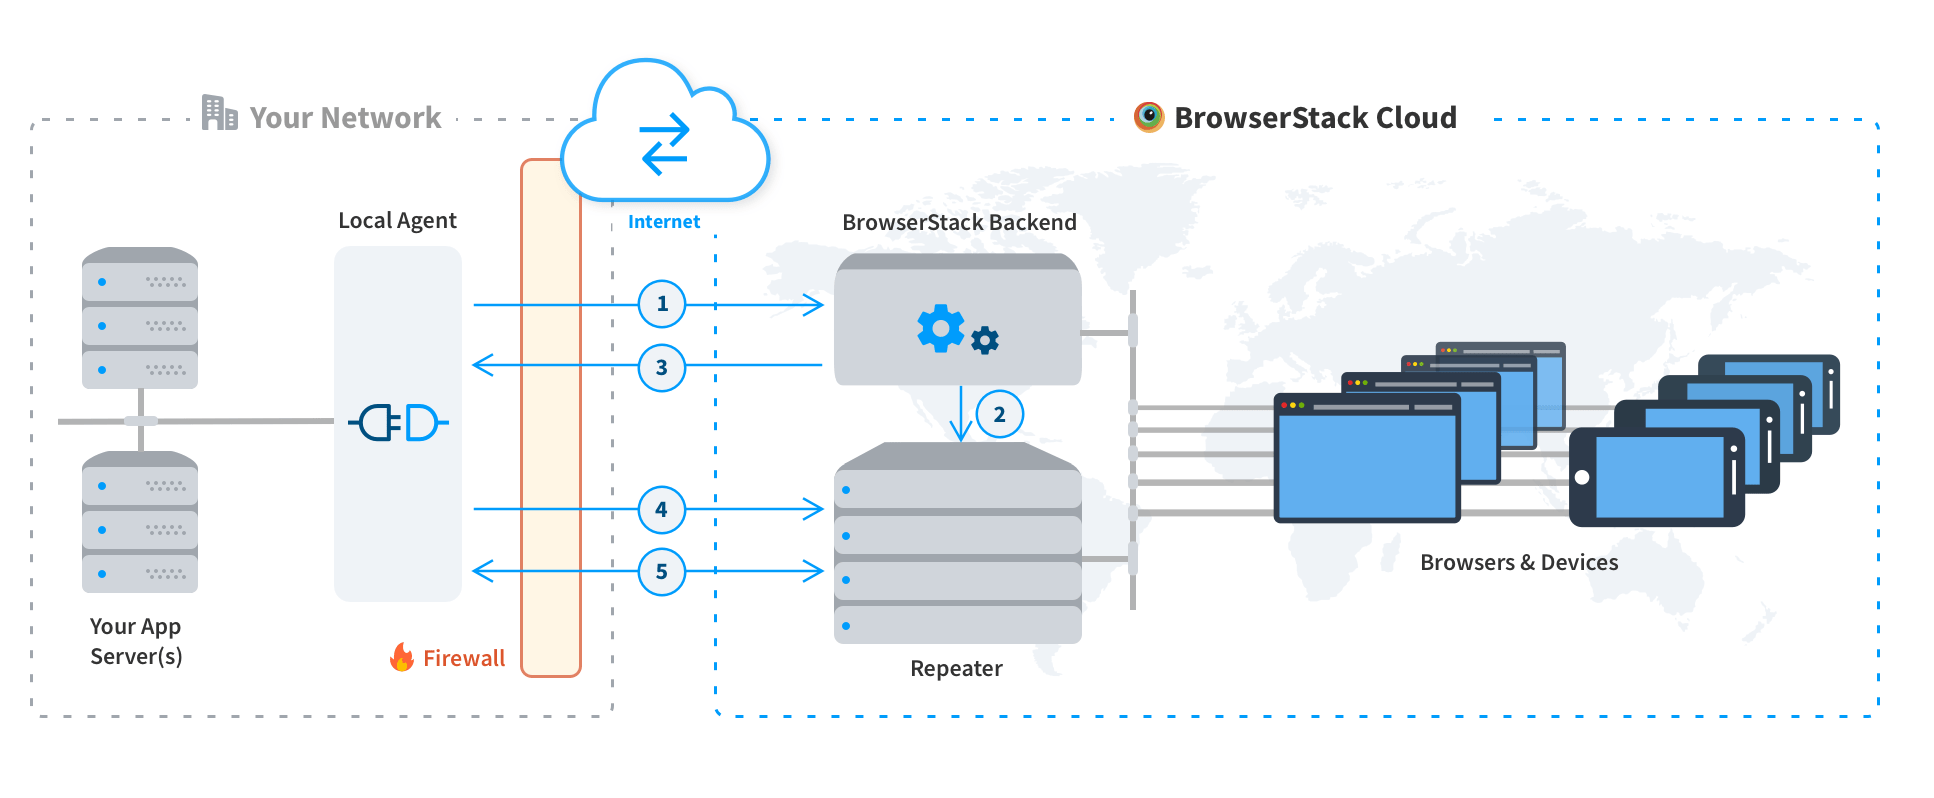 Your Network
BrowserStack Cloud
Internet
Local Agent
BrowserStack Backend
1
3
2
4
5
Your App
Server(s)
Firewall
Repeater
Browsers & Devices